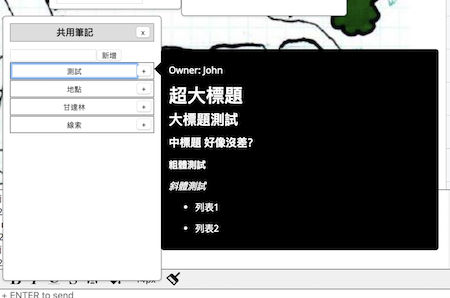 共用筆記
x
新增
測試
+
地點
+
甘達林
+
線索
+
Owner: John
超大標題
大標題測試
中標題 好像沒差?
粗體測試
斜體測試
列表1
列表2
+ ENTER to send